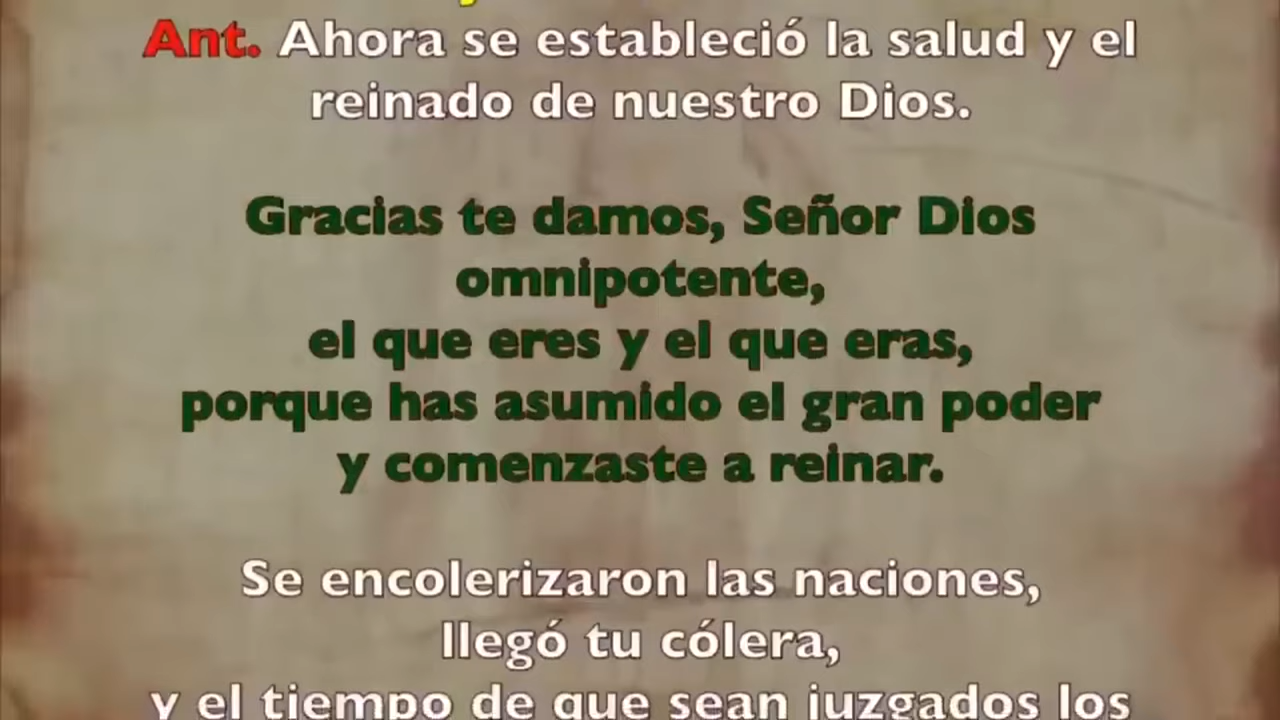 Ant. Ahora se estableció la salud y el
reinado de nuestro Dios.
Gracias te damos, Señor Dios
omnipotente,
el que eres y el que eras,
porque has asumido el gran poder
y comenzaste a reinar.
Se encolerizaron las naciones,
llegó tu cólera,
y el tiempo de que sean juzgados los